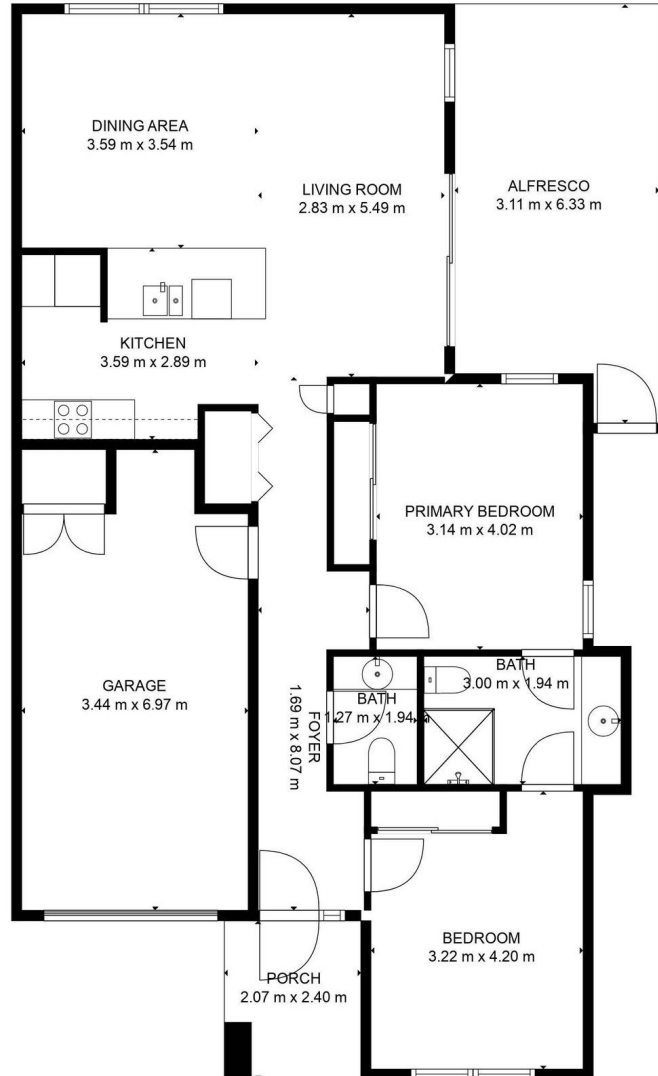 DINING AREA
3.59 m x 3.54 m
LIVING ROOM
2.83 m x 5.49 m
ALFRESCO
3.11 m x 6.33 m
KITCHEN
3.59 m x 2.89 m
PRIMARY BEDROOM
3.14 m x 4.02 m
GARAGE
3.44 m x 6.97 m
FOYER
1.69 m x 8.07 m
BATH
1.27 m x 1.94 m
BATH
3.00 m x 1.94 m
BEDROOM
3.22 m x 4.20 m
PORCH
2.07 m x 2.40 m